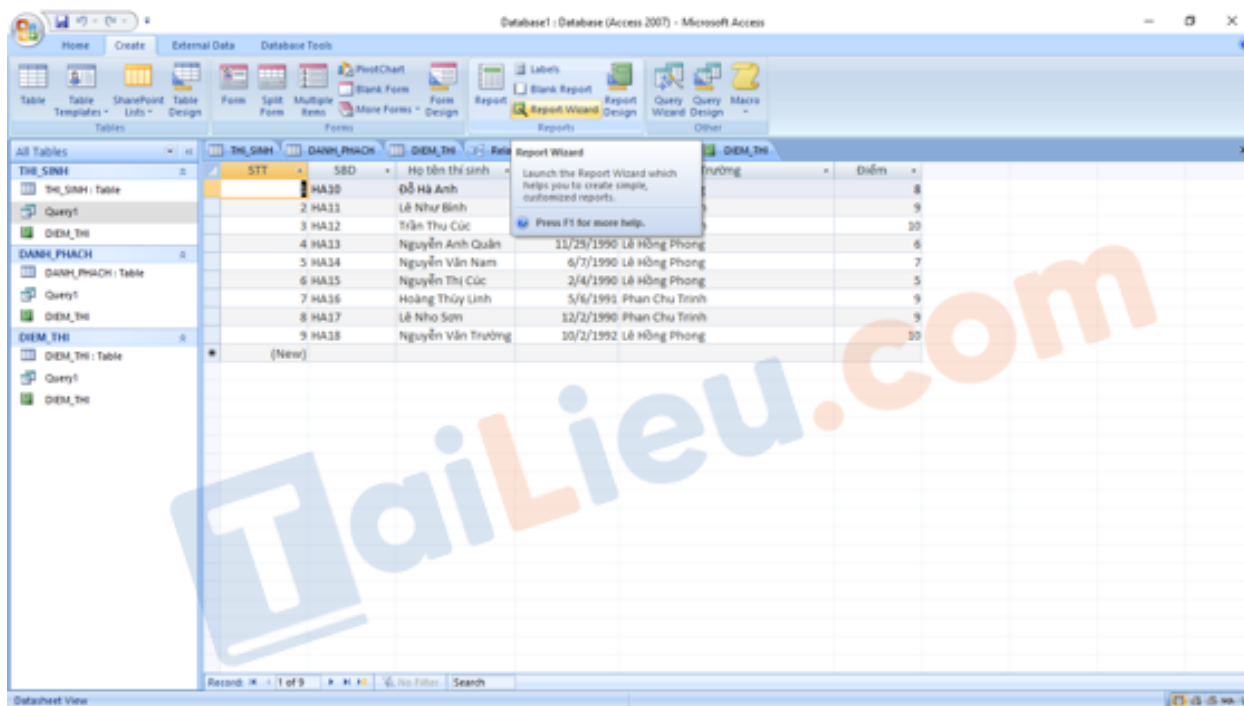 Database1 : Database (Access 2007) - Microsoft Access
Home Create External Data Database Tools
Table
Table Templates
SharePoint Lists
Table Design
Tables
Form
Split Form
Multiple Items
PivotChart
Blank Form
More Forms
Form Design
Forms
Report
Labels
Blank Report
Report Wizard
Report Design
Reports
Query Wizard
Query Design
Macro
Other
All Tables
THI_SINH
THI_SINH : Table
Query1
DIEM_THI
DANH_PHACH
DANH_PHACH : Table
Query1
DIEM_THI
DIEM_THI
DIEM_THI : Table
Query1
DIEM_THI
THI_SINH DANH_PHACH DIEM_THI Rela DIEM_THI
Report Wizard
Launch the Report Wizard which
helps you to create simple,
customized reports.
Press F1 for more help.
STT SBD Họ tên thí sinh Trường Điểm
HA10 Đỗ Hà Anh 8
2 HA11 Lê Như Bình 9
3 HA12 Trần Thu Cúc 10
4 HA13 Nguyễn Anh Quân 11/29/1990 Lê Hồng Phong 6
5 HA14 Nguyễn Văn Nam 6/7/1990 Lê Hồng Phong 7
6 HA15 Nguyễn Thị Cúc 2/4/1990 Lê Hồng Phong 5
7 HA16 Hoàng Thùy Linh 5/6/1991 Phan Chu Trinh 9
8 HA17 Lê Nho Sơn 12/2/1990 Phan Chu Trinh 9
9 HA18 Nguyễn Văn Trường 10/2/1992 Lê Hồng Phong 10
(New)
TaiLieu.com
Record: 1 of 9 No Filter Search
Datasheet View